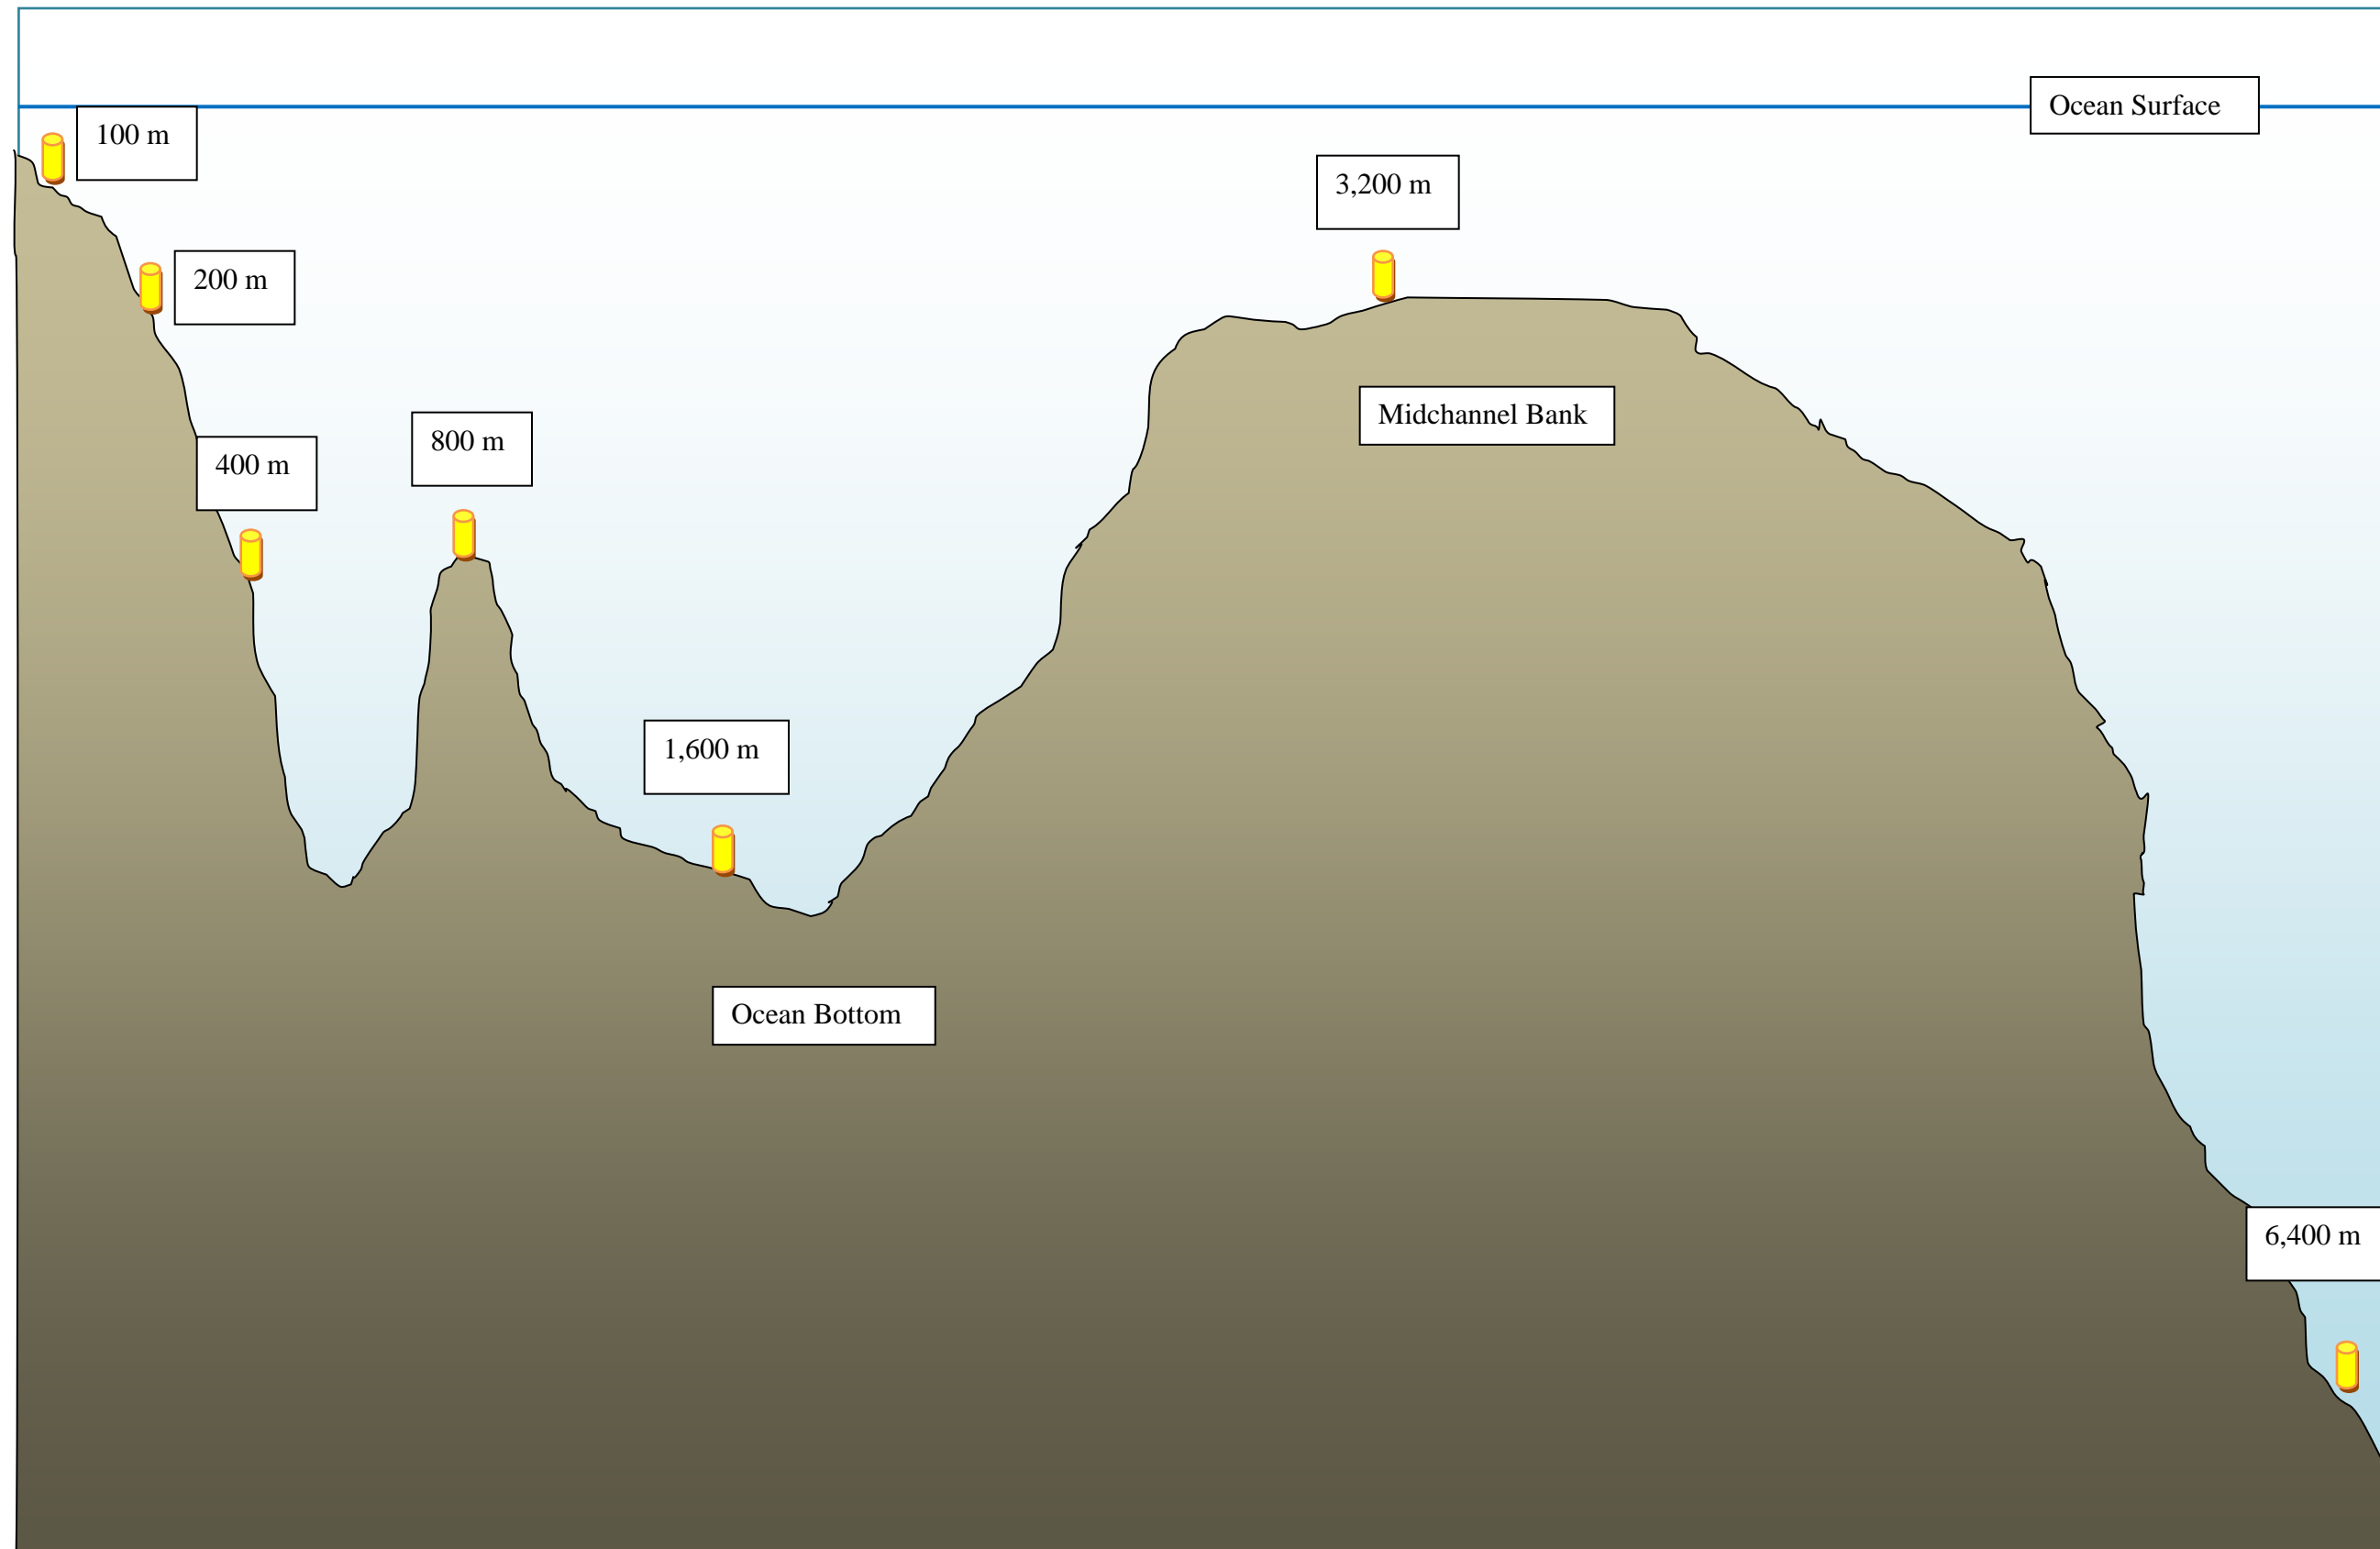 Ocean Surface
100 m
3,200 m
200 m
Midchannel Bank
800 m
400 m
1,600 m
Ocean Bottom
6,400 m